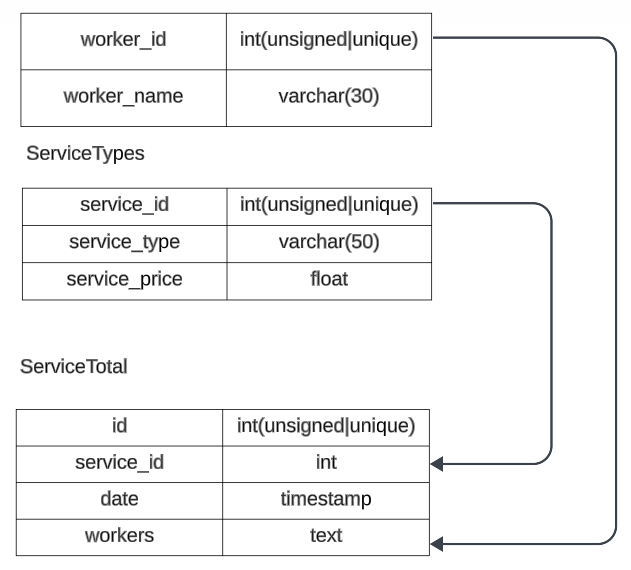 worker_id int(unsigned|unique)
worker_name varchar(30)
ServiceTypes
service_id int(unsigned|unique)
service_type varchar(50)
service_price float
ServiceTotal
id int(unsigned|unique)
service_id int
date timestamp
workers text